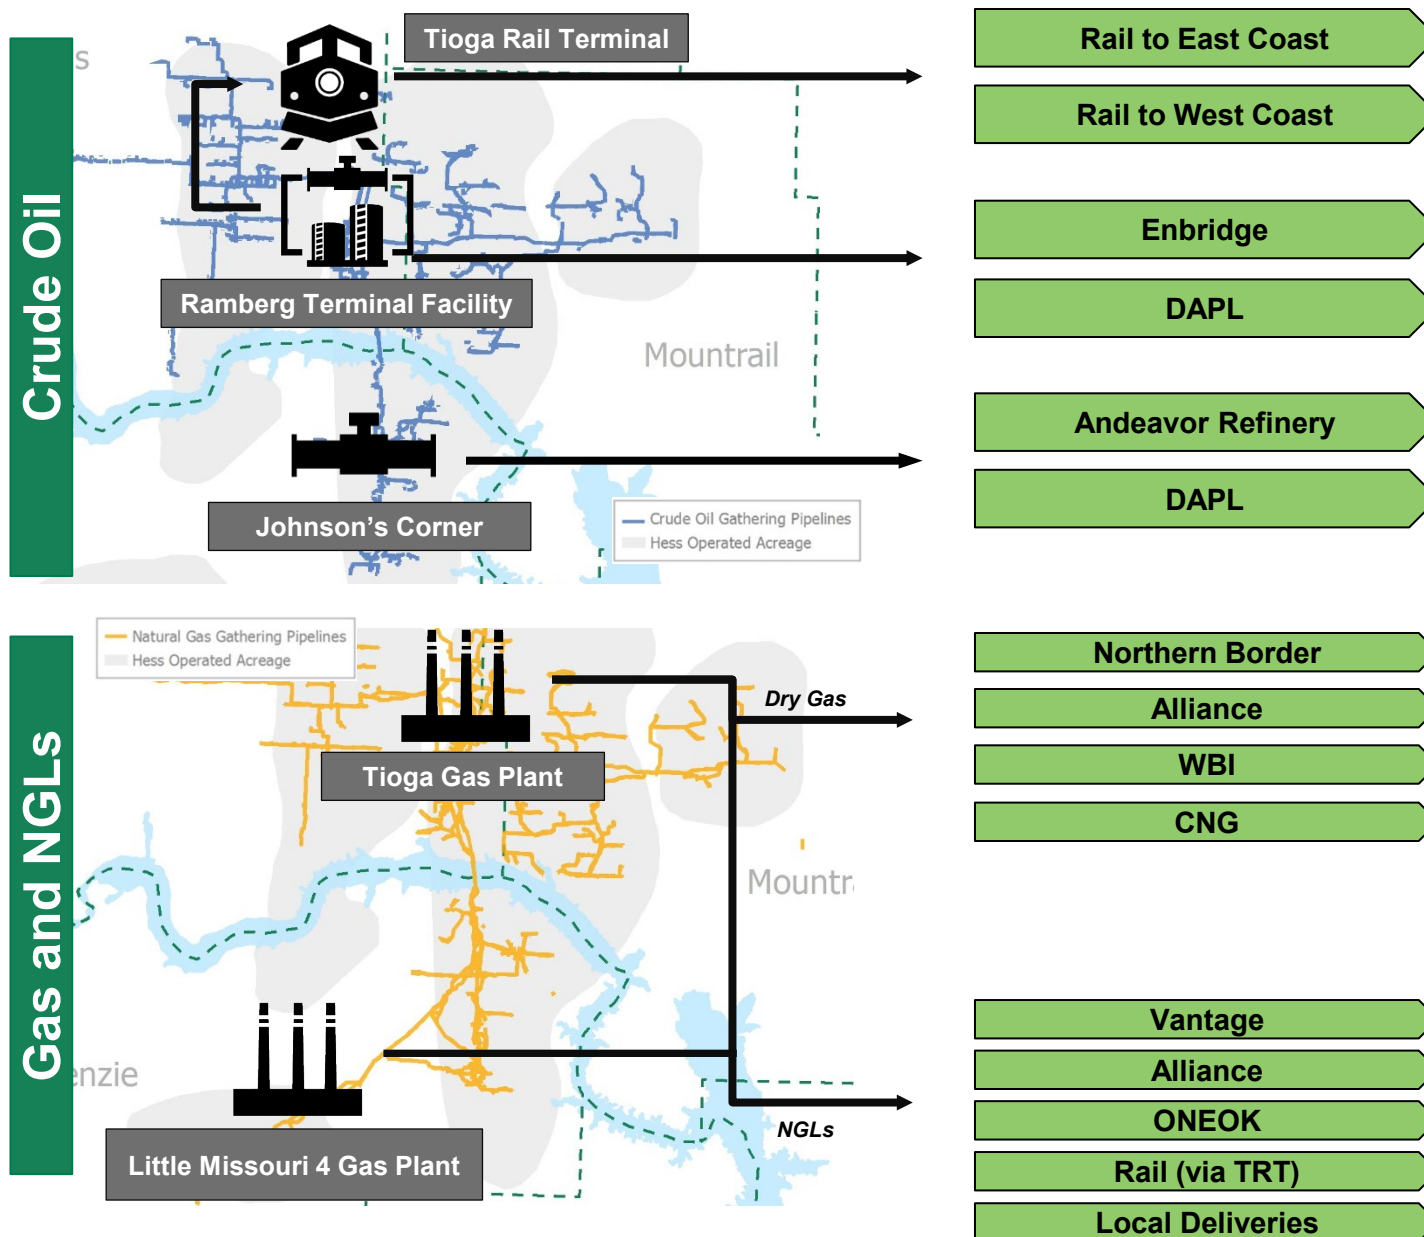 Crude Oil
s
Tioga Rail Terminal
Rail to East Coast
Rail to West Coast
Enbridge
Ramberg Terminal Facility
DAPL
Mountrail
Andeavor Refinery
Johnson's Corner
DAPL
Crude Oil Gathering Pipelines
Hess Operated Acreage
Gas and NGLs
Natural Gas Gathering Pipelines
Hess Operated Acreage
Northern Border
Dry Gas
Alliance
Tioga Gas Plant
WBI
CNG
Mountr
Vantage
enzie
Alliance
NGLs
ONEOK
Little Missouri 4 Gas Plant
Rail (via TRT)
Local Deliveries